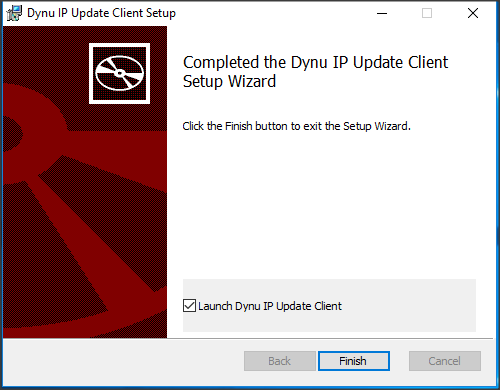 Dynu IP Update Client Setup
Completed the Dynu IP Update Client
Setup Wizard
Click the Finish button to exit the Setup Wizard.
Launch Dynu IP Update Client
Back
Finish
Cancel